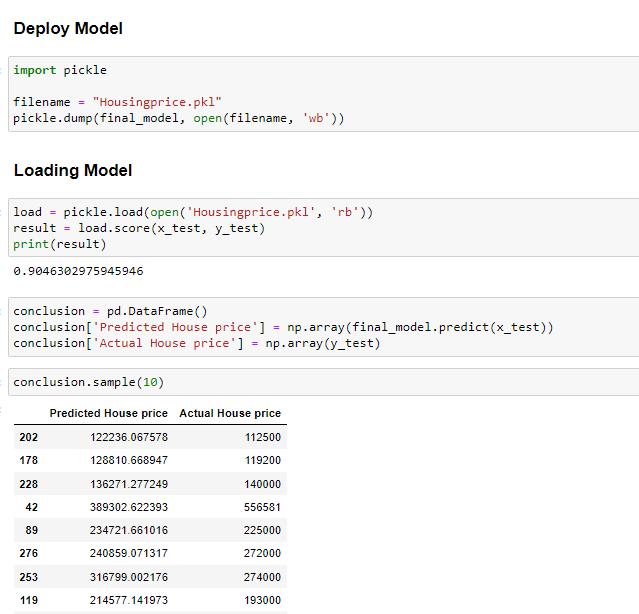 Deploy Model
import pickle
filename = "Housingprice.pkl"
pickle.dump(final_model, open(filename, 'wb'))
Loading Model
load = pickle.load(open('Housingprice.pkl', 'rb'))
result = load.score(x_test, y_test)
print(result)
0.9046302975945946
conclusion = pd.DataFrame()
conclusion['Predicted House price'] = np.array(final_model.predict(x_test))
conclusion['Actual House price'] = np.array(y_test)
conclusion.sample(10)
Predicted House price Actual House price
202 122236.067578 112500
178 128810.668947 119200
228 136271.277249 140000
42 389302.622393 556581
89 234721.661016 225000
276 240859.071317 272000
253 316799.002176 274000
119 214577.141973 193000